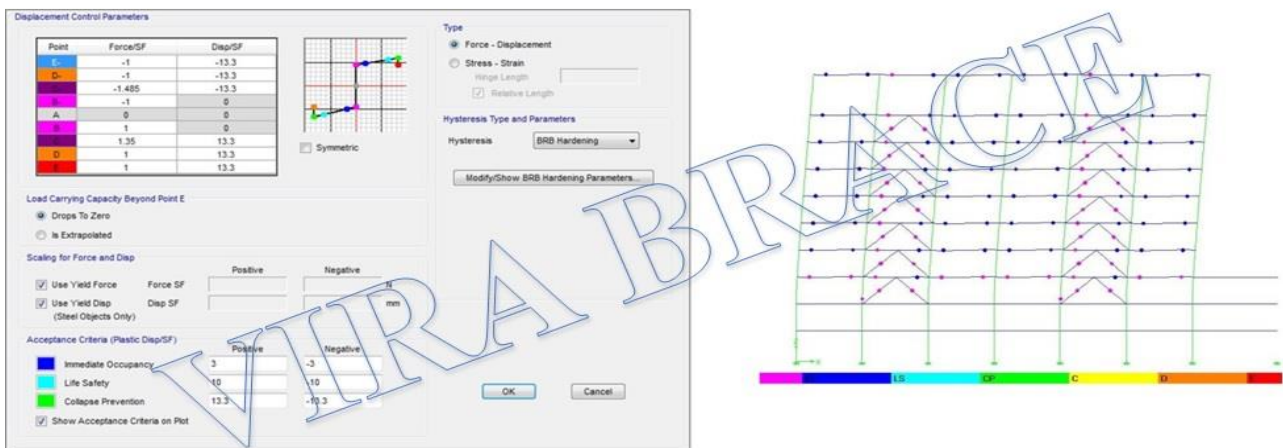 Displacement Control Parameters
Point Force/SF Disp/SF
E- -1 -13.3
D- -1 -13.3
-1.485 -13.3
B- -1 0
A 0 0
B 1 0
C 1.35 13.3
D 1 13.3
E 1 13.3
Symmetric
Type
Force - Displacement
Stress - Strain
Hinge Length
Relative Length
Hysteresis Type and Parameters
Hysteresis BRB Hardening
Modify/Show BRB Hardening Parameters...
Load Carrying Capacity Beyond Point E
Drops To Zero
Is Extrapolated
Scaling for Force and Disp
Positive Negative
Use Yield Force Force SF N
Use Yield Disp Disp SF mm
(Steel Objects Only)
Acceptance Criteria (Plastic Disp/SF)
Positive Negative
Immediate Occupancy 3 -3
Life Safety 10 -10
Collapse Prevention 13.3 -13.3
Show Acceptance Criteria on Plot
OK Cancel
VIRA BRACE
X
LS CP C D E